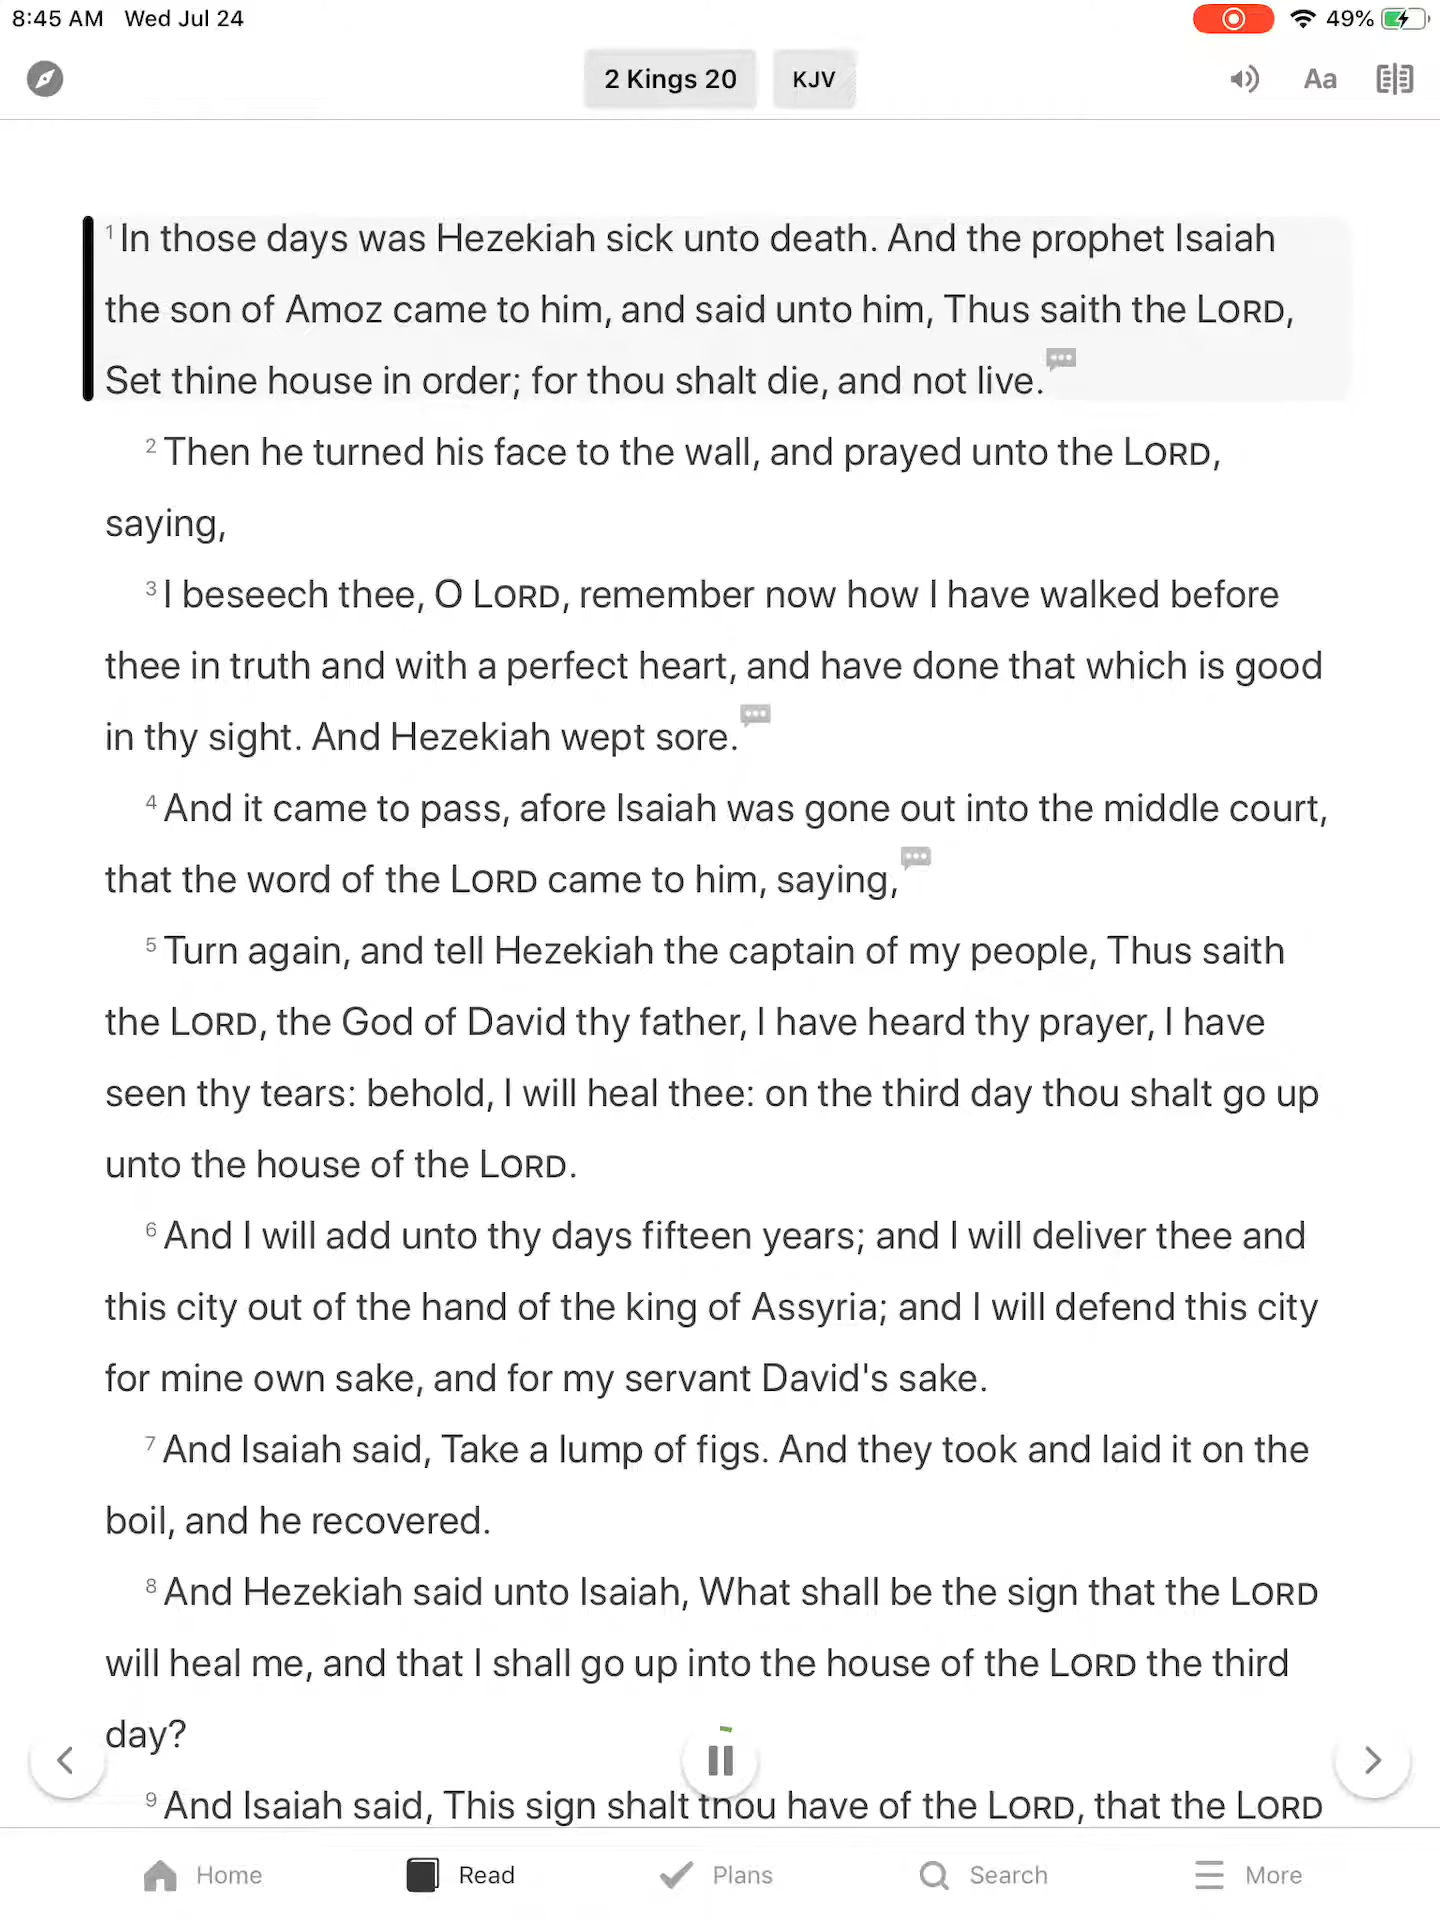 8:45 AM Wed Jul 24 49%
2 Kings 20 KJV Aa
1 In those days was Hezekiah sick unto death. And the prophet Isaiah
the son of Amoz came to him, and said unto him, Thus saith the LORD,
Set thine house in order; for thou shalt die, and not live.
2 Then he turned his face to the wall, and prayed unto the LORD,
saying,
3 I beseech thee, O LORD, remember now how I have walked before
thee in truth and with a perfect heart, and have done that which is good
in thy sight. And Hezekiah wept sore.
4 And it came to pass, afore Isaiah was gone out into the middle court,
that the word of the LORD came to him, saying,
5 Turn again, and tell Hezekiah the captain of my people, Thus saith
the LORD, the God of David thy father, I have heard thy prayer, I have
seen thy tears: behold, I will heal thee: on the third day thou shalt go up
unto the house of the LORD.
6 And I will add unto thy days fifteen years; and I will deliver thee and
this city out of the hand of the king of Assyria; and I will defend this city
for mine own sake, and for my servant David's sake.
7 And Isaiah said, Take a lump of figs. And they took and laid it on the
boil, and he recovered.
8 And Hezekiah said unto Isaiah, What shall be the sign that the LORD
will heal me, and that I shall go up into the house of the LORD the third
day?
9 And Isaiah said, This sign shalt thou have of the LORD, that the LORD
Home Read Plans Search More